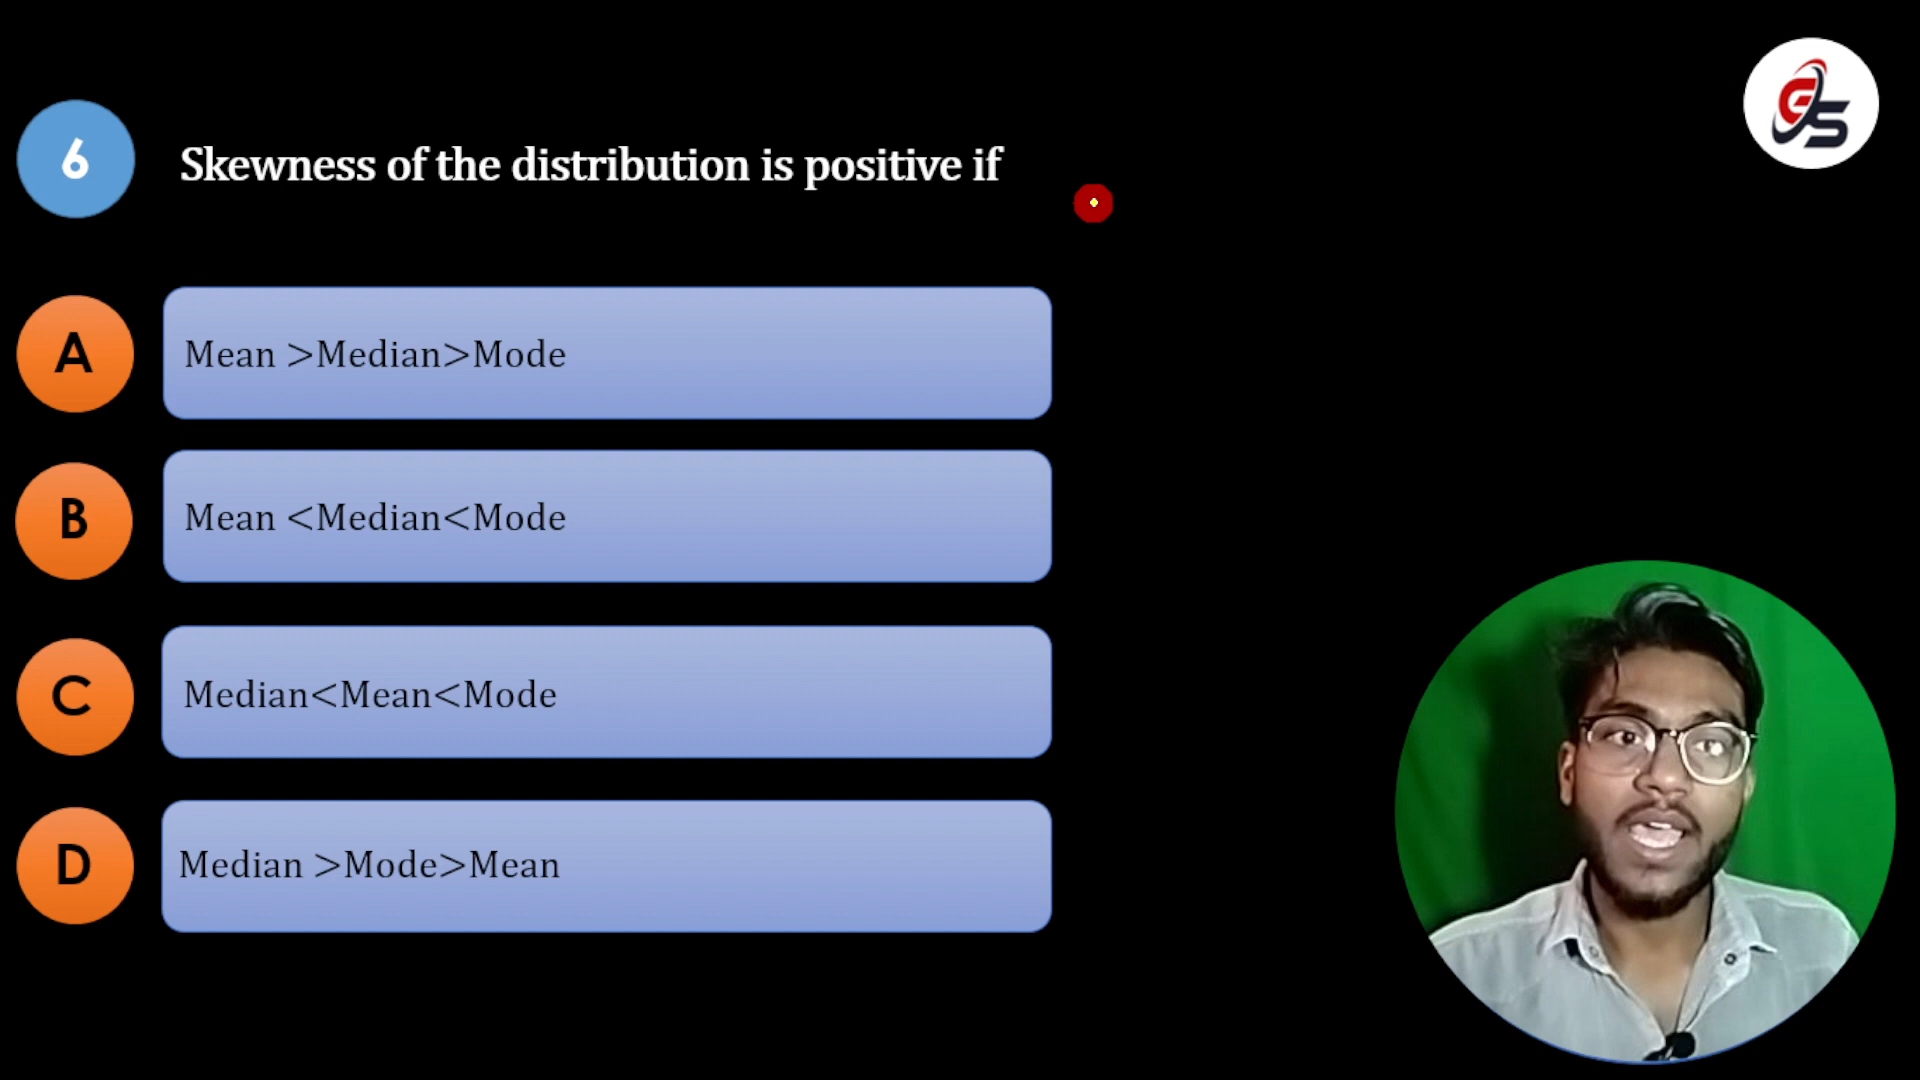 6
Skewness of the distribution is positive if
A
Mean >Median>Mode
B
Mean <Median<Mode
C
Median<Mean<Mode
D
Median >Mode>Mean
GS